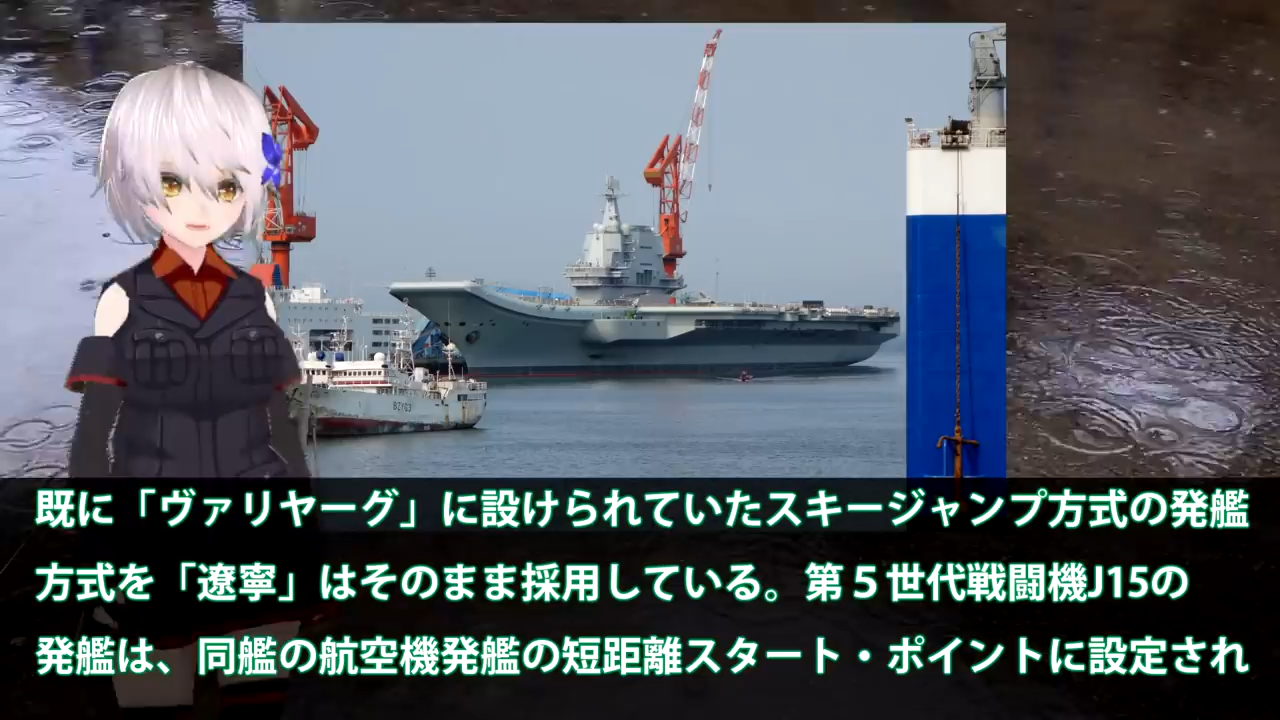 既に「ヴァリヤーグ」に設けられていたスキージャンプ方式の発艦
方式を「遼寧」はそのまま採用している。第５世代戦闘機J15の
発艦は、同艦の航空機発艦の短距離スタート・ポイントに設定され